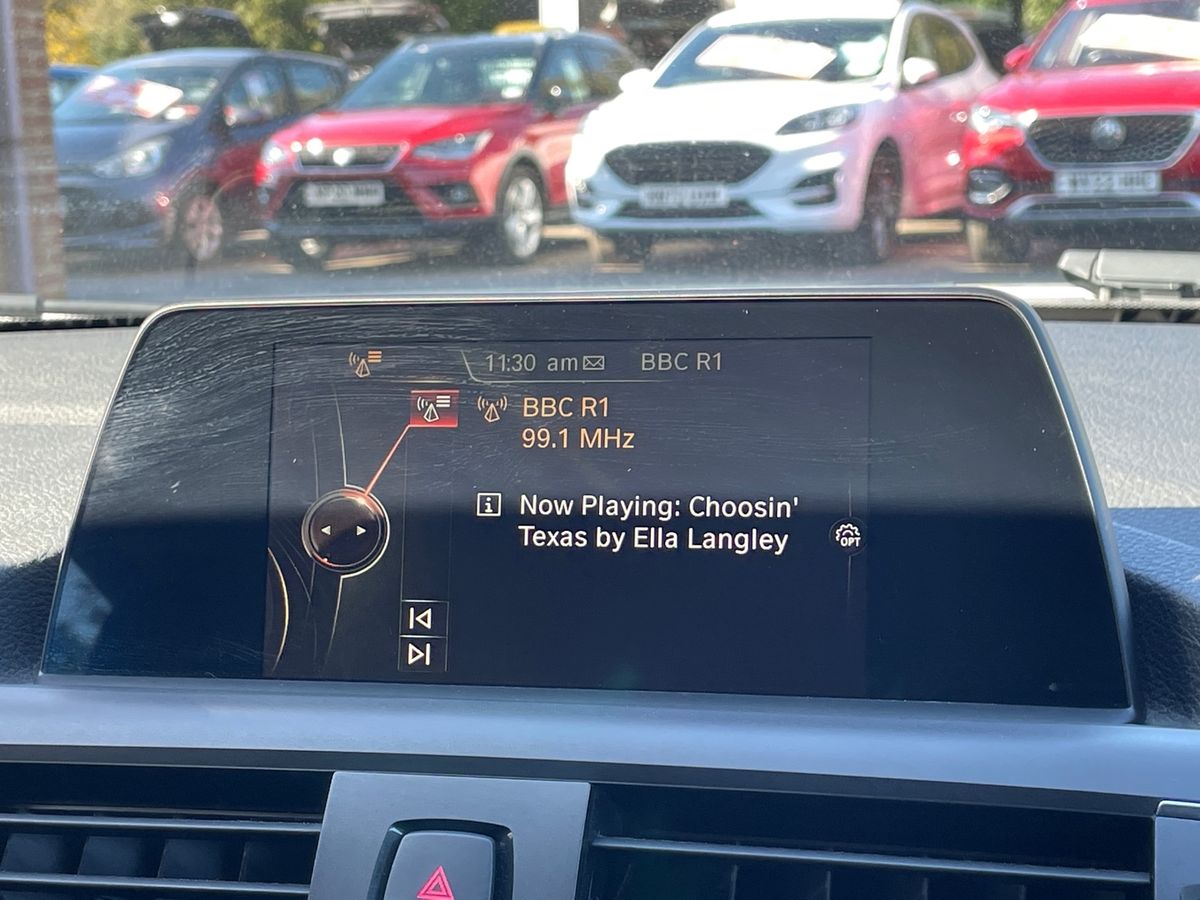 11:30 am BBC R1
BBC R1
99.1 MHz
Now Playing: Choosin'
Texas by Ella Langley
OPT